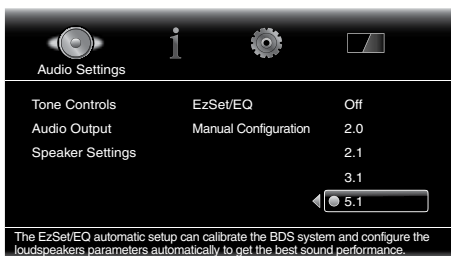 Audio Settings
Tone Controls EzSet/EQ Off
Audio Output Manual Configuration 2.0
Speaker Settings 2.1
3.1
5.1
The EzSet/EQ automatic setup can calibrate the BDS system and configure the
loudspeakers parameters automatically to get the best sound performance.